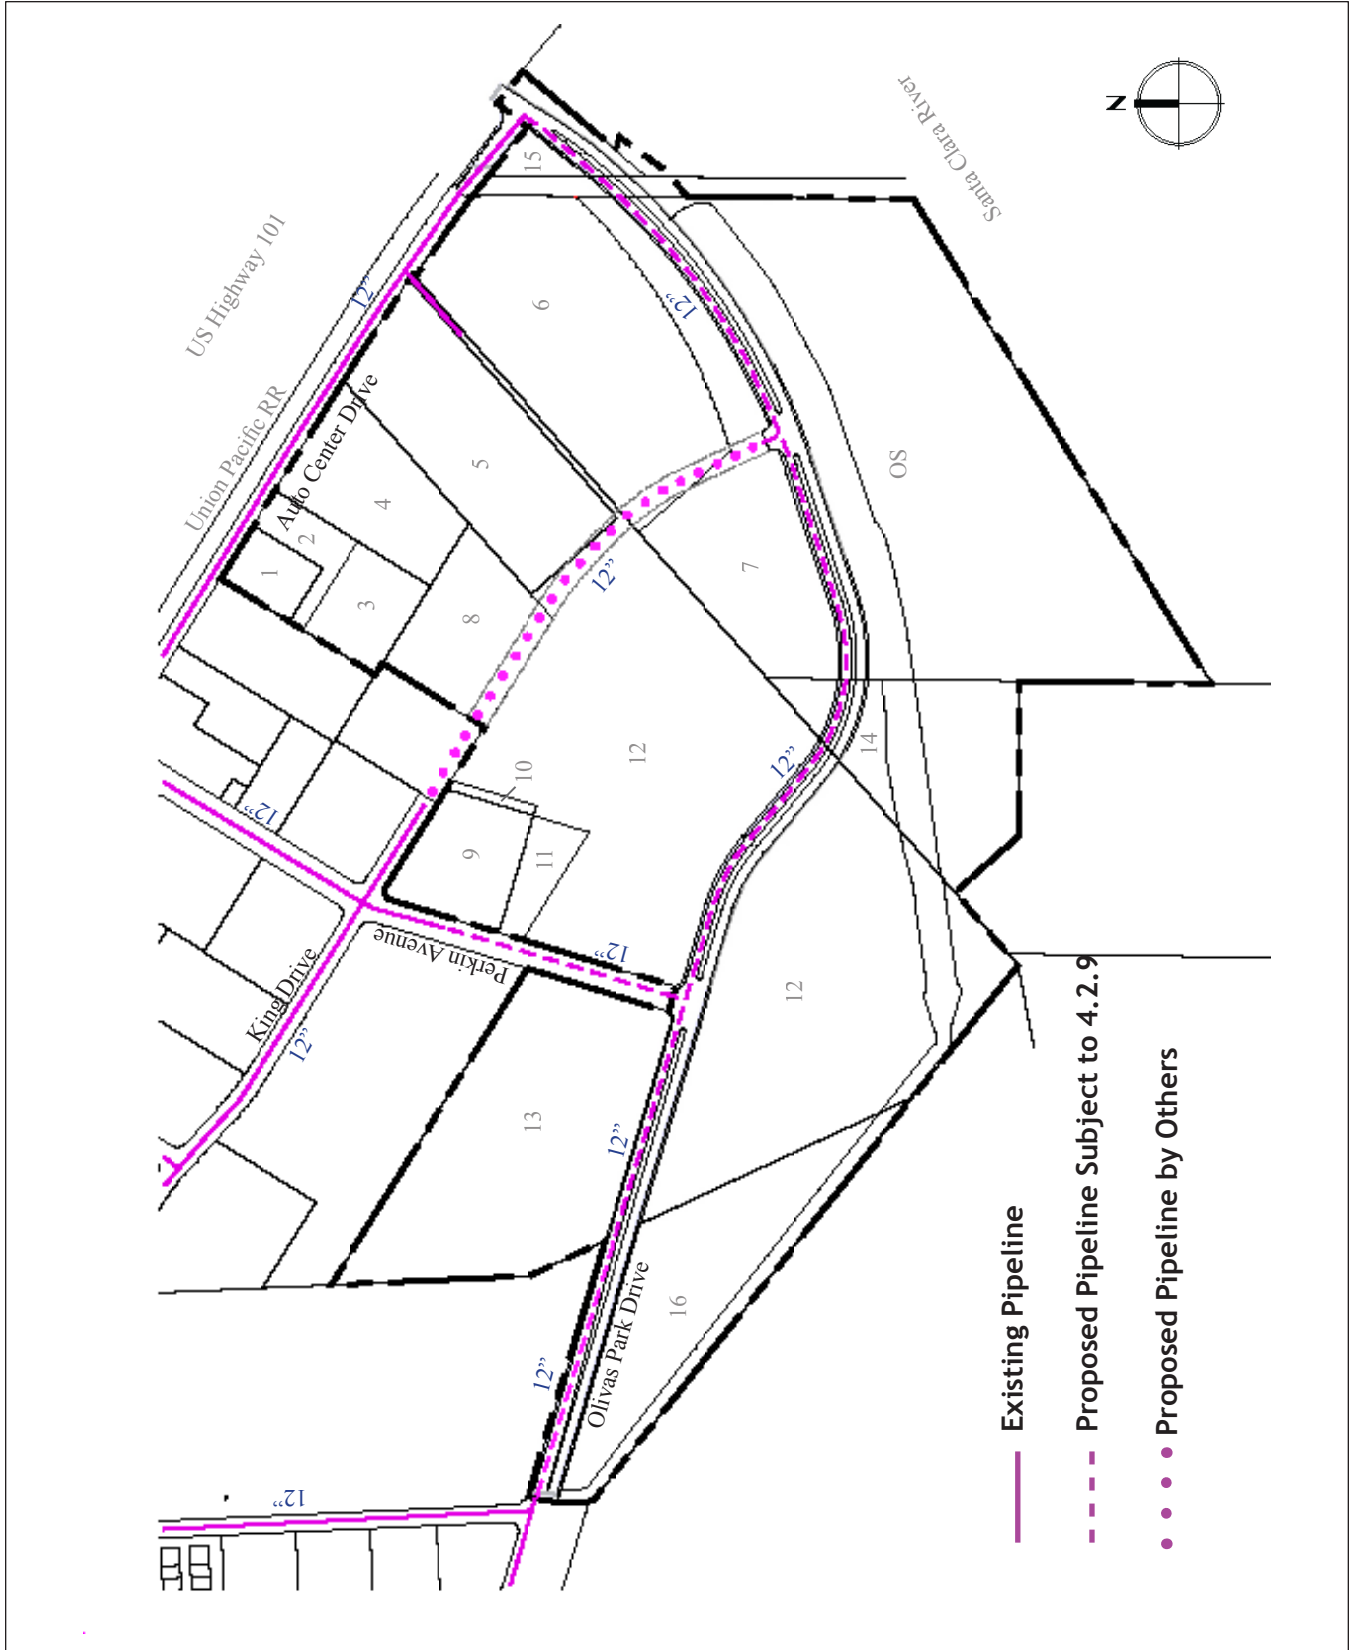 US Highway 101
Santa Clara River
N
Union Pacific RR
Auto Center Drive
12”
15
6
12”
5
4
2
1
3
8
12”
7
OS
12
10
9
11
12”
14
12”
12”
Perkin Avenue
King Drive
12”
12”
12
13
12”
16
Olivas Park Drive
12”
Existing Pipeline
Proposed Pipeline Subject to 4.2.9
Proposed Pipeline by Others